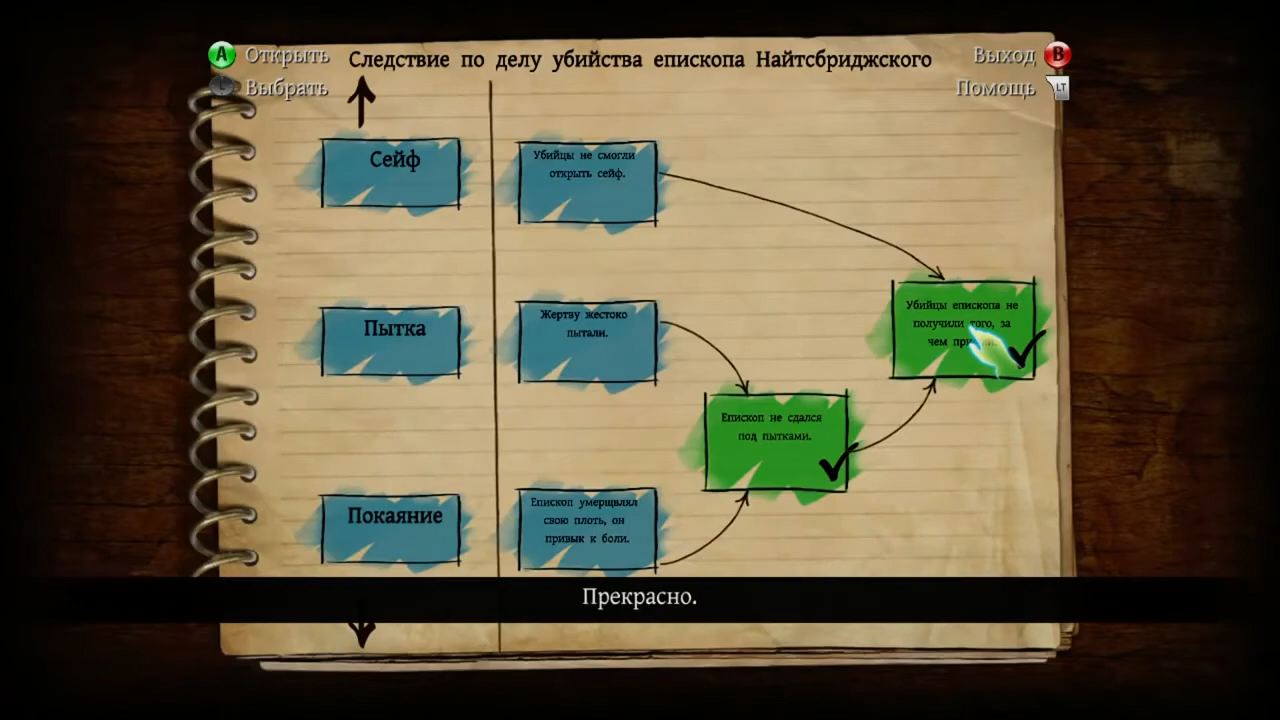 A Открыть
Следствие по делу убийства епископа Найтсбриджского
Выход B
L Выбрать
Помощь LT
Сейф
Убийцы не смогли
открыть сейф.
Убийцы епископа не
получили того, за
чем
Пытка
Жертву жестоко
пытали.
Епископ не сдался
под пытками.
Покаяние
Епископ умерщвлял
свою плоть, он
привык к боли.
Прекрасно.